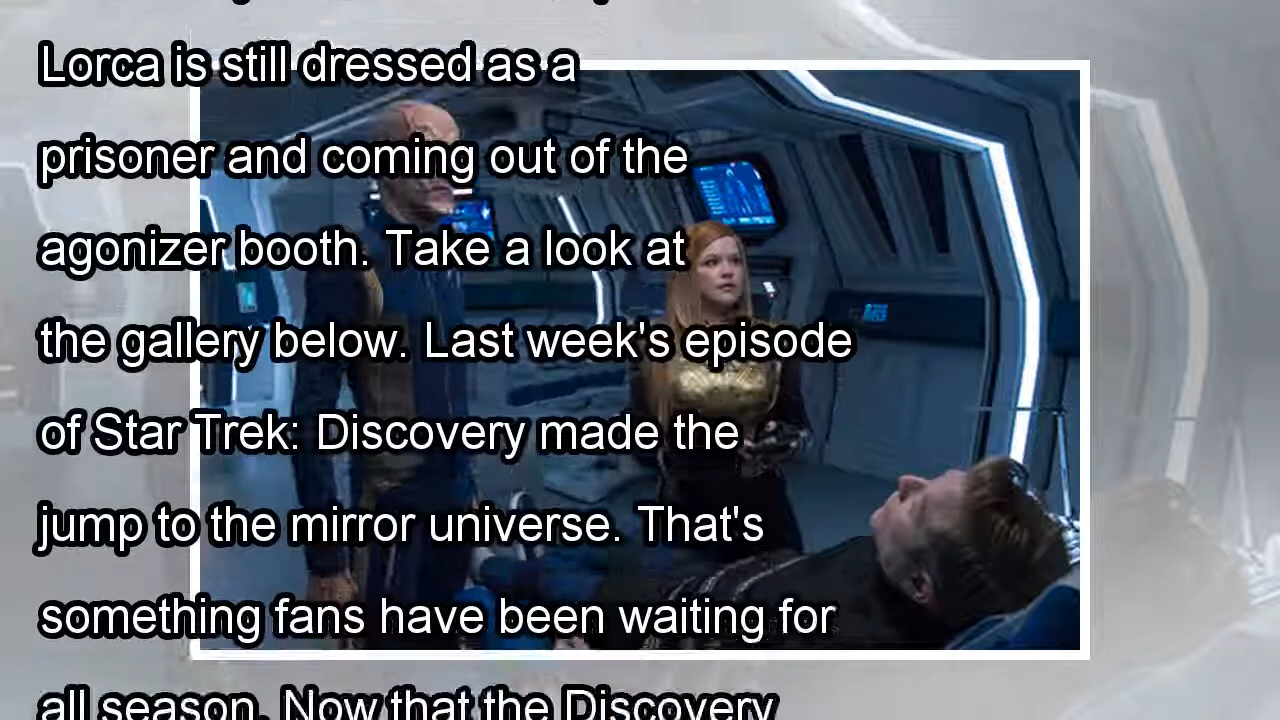 Lorca is still dressed as a
prisoner and coming out of the
agonizer booth. Take a look at
the gallery below. Last week's episode
of Star Trek: Discovery made the
jump to the mirror universe. That's
something fans have been waiting for
all season. Now that the Discovery